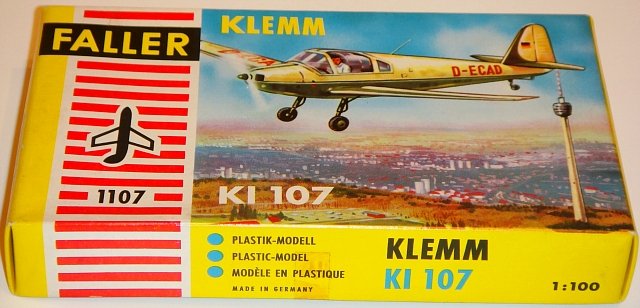 FALLER
1107
KLEMM
D-ECAD
Kl 107
PLASTIK-MODELL
PLASTIC-MODEL
MODÈLE EN PLASTIQUE
MADE IN GERMANY
KLEMM
Kl 107
1:100